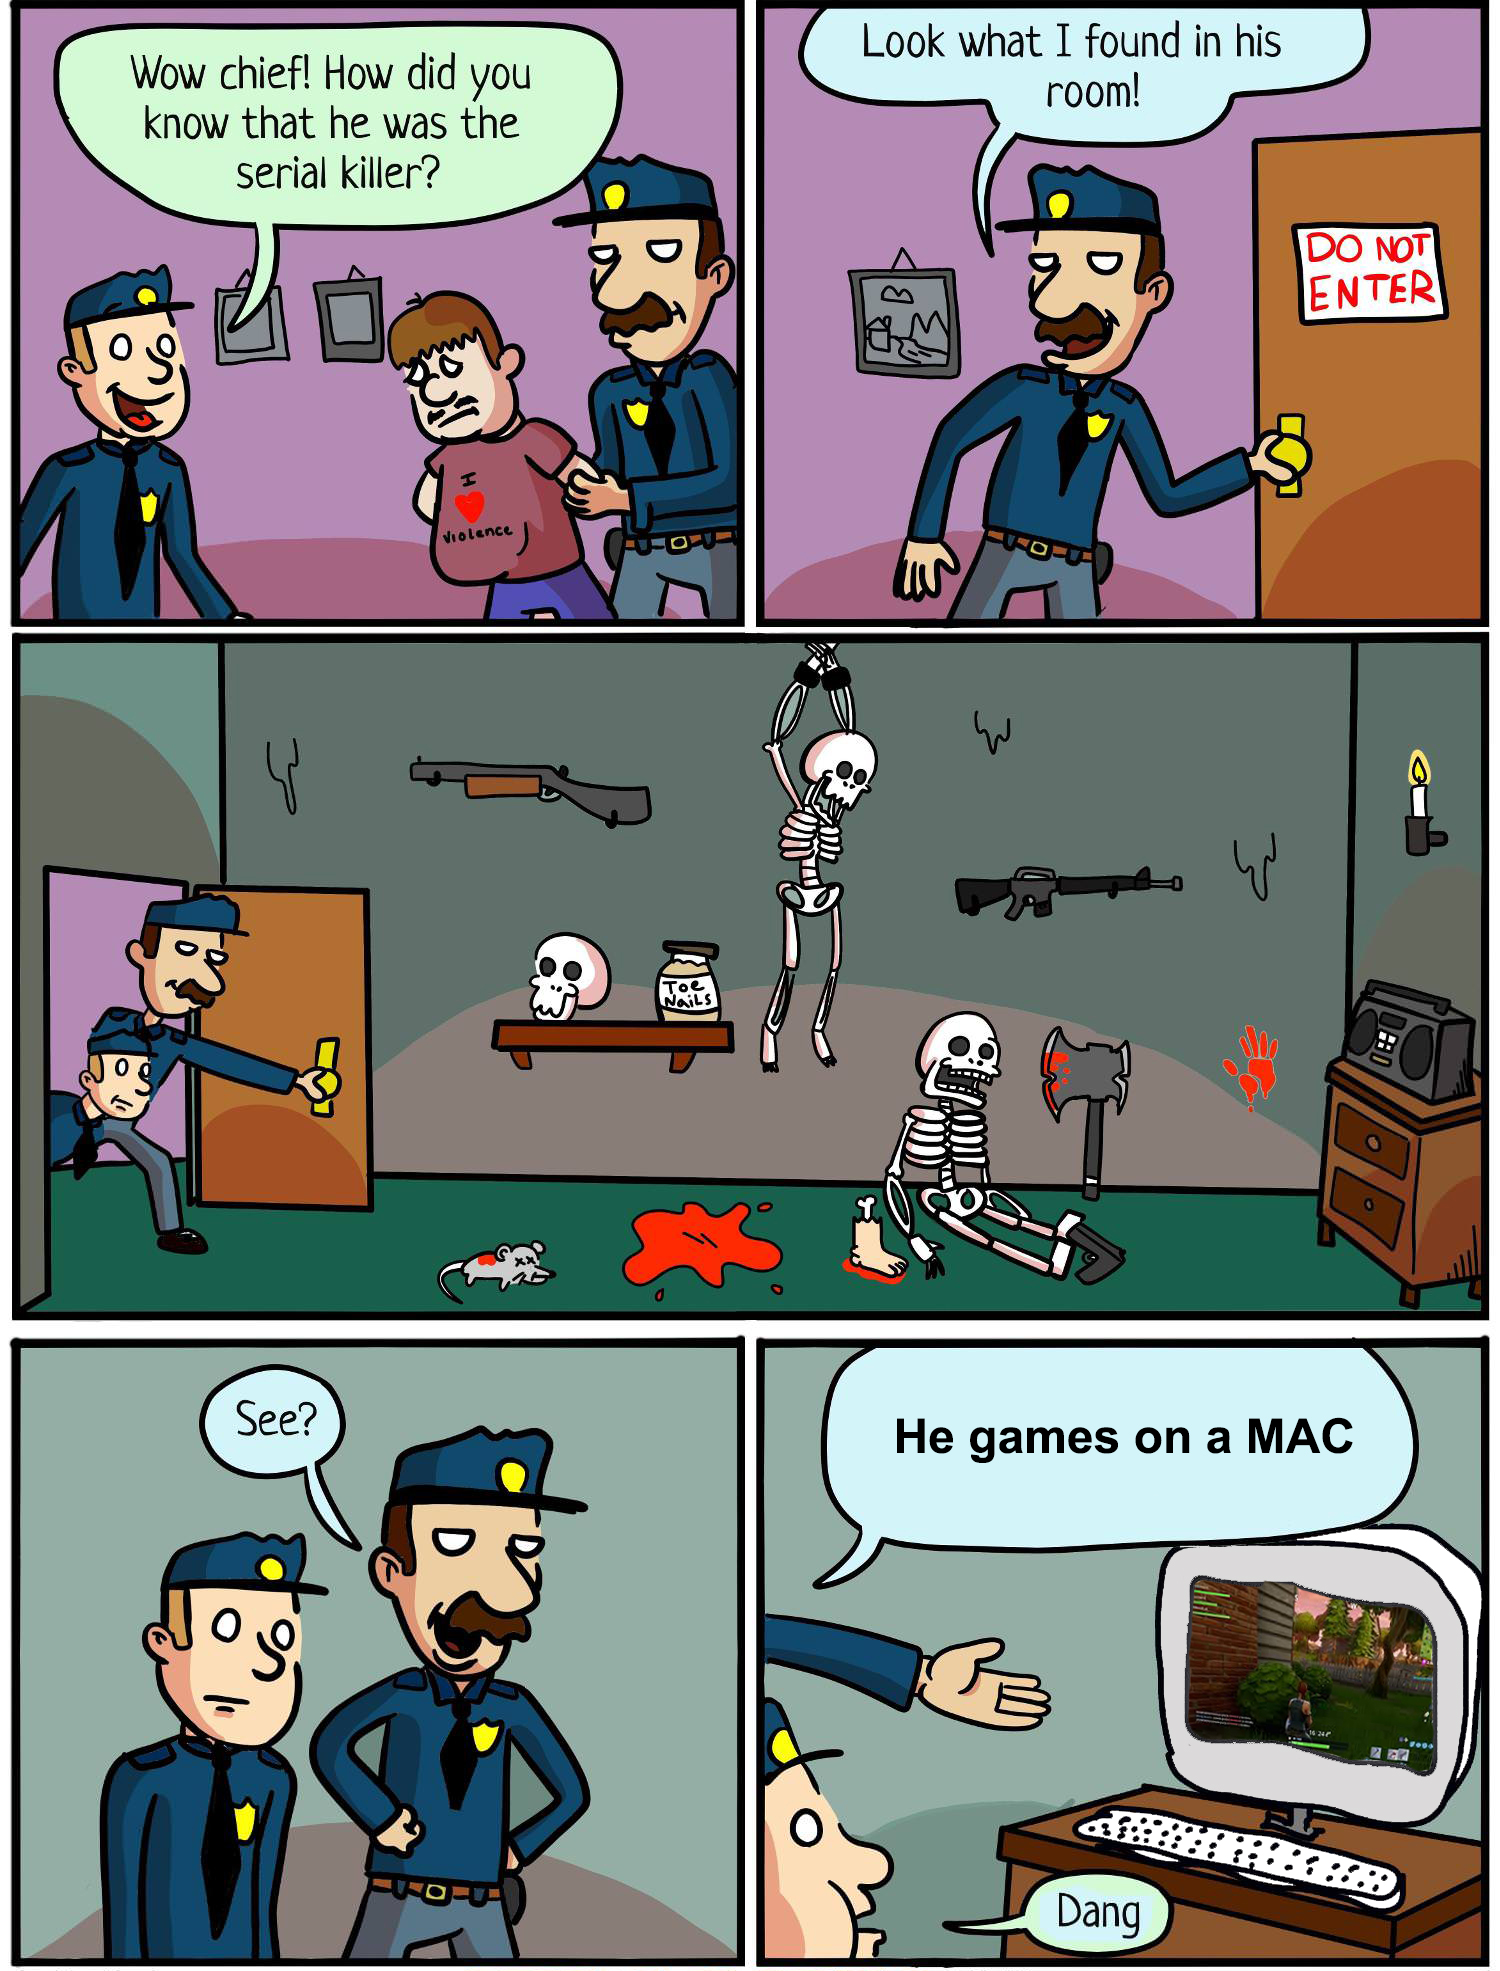 Wow chief! How did you
know that he was the
serial killer?
I
violence
Look what I found in his
room!
DO NOT
ENTER
Toe
Nails
See?
He games on a MAC
Dang